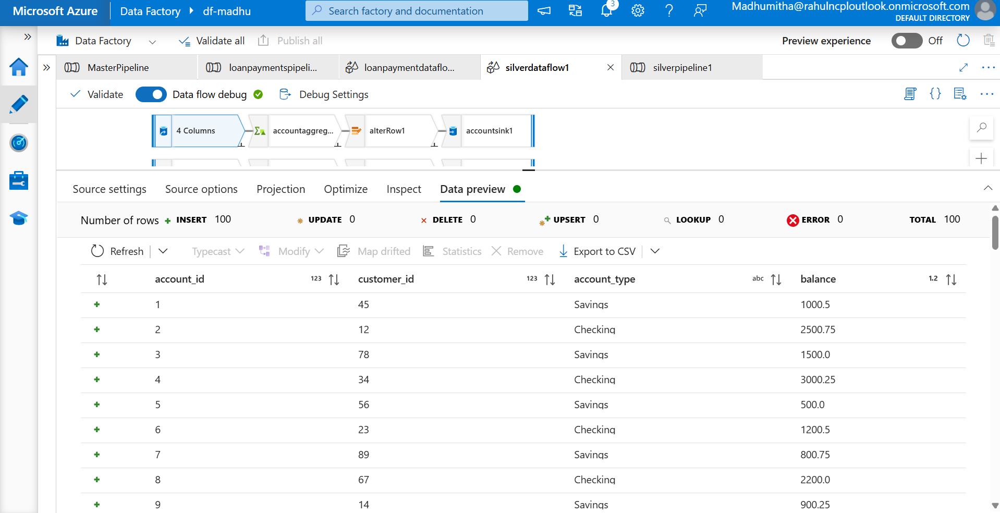 Microsoft Azure Data Factory df-madhu Search factory and documentation 3 Madhumitha@rahulncploutlook.onmicrosoft.com
DEFAULT DIRECTORY
Data Factory Validate all Publish all Preview experience Off
MasterPipeline loanpaymentspipeli... loanpaymentdataflo... silverdataflow1 silverpipeline1
Validate Data flow debug Debug Settings
4 Columns accountaggreg... alterRow1 accountsink1
Source settings Source options Projection Optimize Inspect Data preview
Number of rows INSERT 100 UPDATE 0 DELETE 0 UPSERT 0 LOOKUP 0 ERROR 0 TOTAL 100
Refresh Typecast Modify Map drifted Statistics Remove Export to CSV
account_id 123 customer_id 123 account_type abc balance 1.2
1 45 Savings 1000.5
2 12 Checking 2500.75
3 78 Savings 1500.0
4 34 Checking 3000.25
5 56 Savings 500.0
6 23 Checking 1200.5
7 89 Savings 800.75
8 67 Checking 2200.0
9 14 Savings 900.25